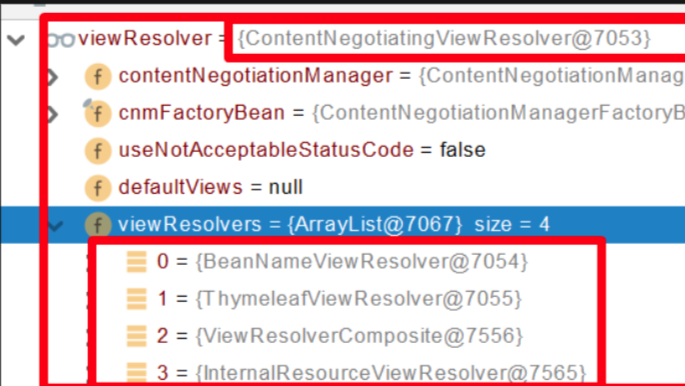 viewResolver = {ContentNegotiatingViewResolver@7053}
f contentNegotiationManager = {ContentNegotiationManag
f cnmFactoryBean = {ContentNegotiationManagerFactoryB
f useNotAcceptableStatusCode = false
f defaultViews = null
f viewResolvers = {ArrayList@7067} size = 4
0 = {BeanNameViewResolver@7054}
1 = {ThymeleafViewResolver@7055}
2 = {ViewResolverComposite@7556}
3 = {InternalResourceViewResolver@7565}